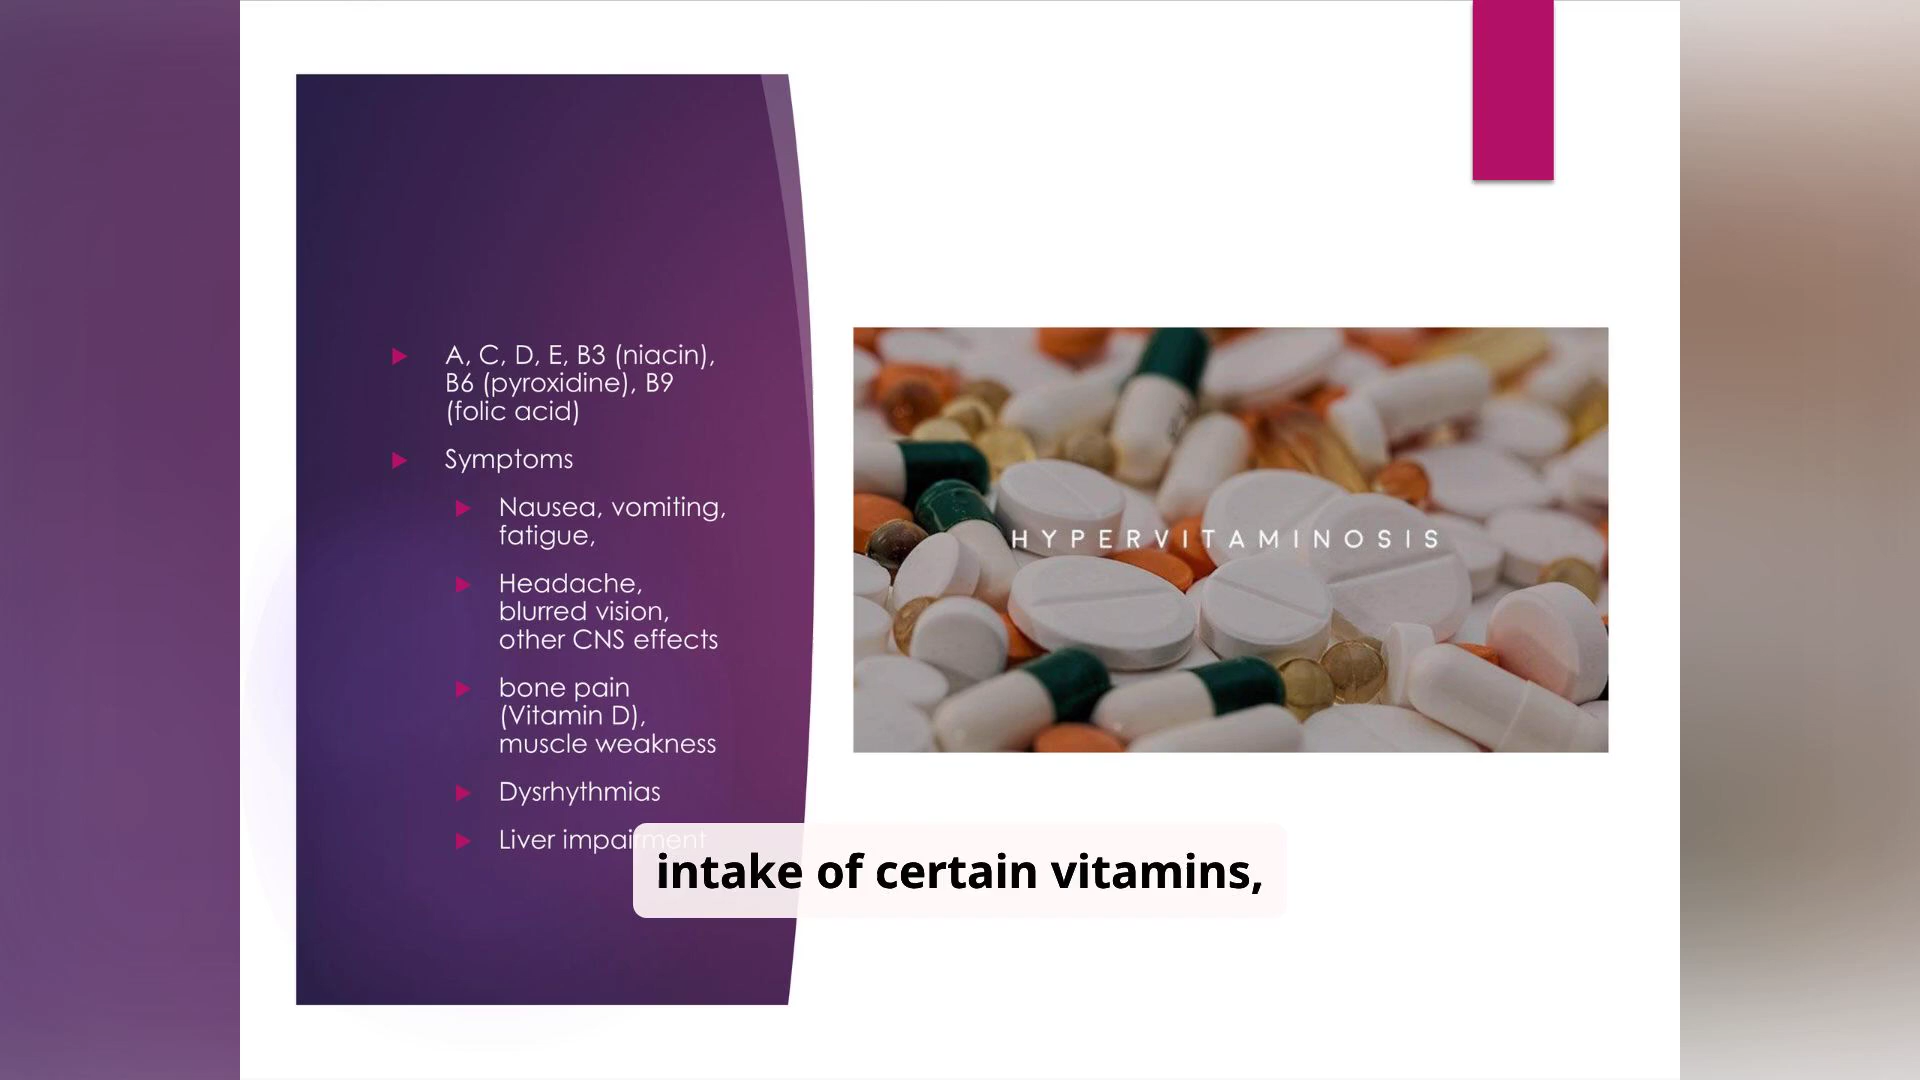 A, C, D, E, B3 (niacin),
B6 (pyroxidine), B9
(folic acid)
Symptoms
Nausea, vomiting,
fatigue,
Headache,
blurred vision,
other CNS effects
bone pain
(Vitamin D),
muscle weakness
Dysrhythmias
Liver impairment
HYPERVITAMINOSIS
intake of certain vitamins,